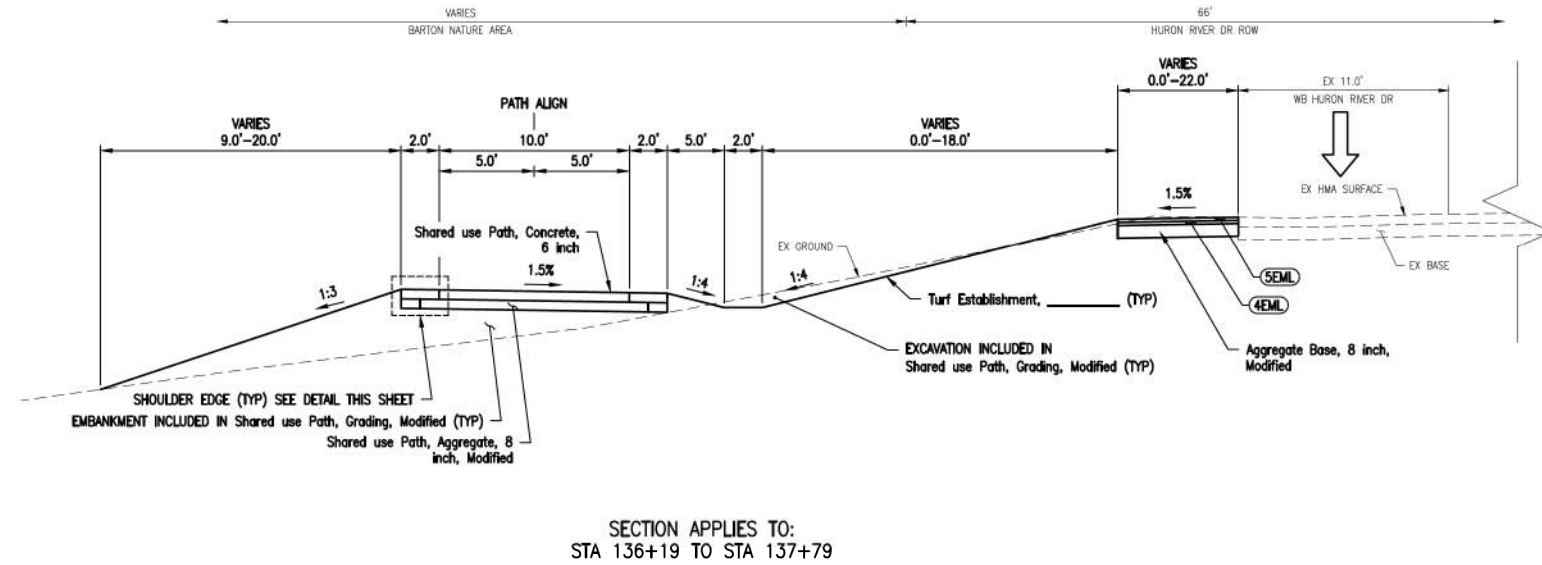 VARIES
BARTON NATURE AREA
66'
HURON RIVER DR ROW
VARIES
0.0'-22.0'
EX 11.0'
WB HURON RIVER DR
PATH ALIGN
VARIES
9.0'-20.0'
2.0'
10.0'
2.0'
5.0'
2.0'
VARIES
0.0'-18.0'
5.0'
5.0'
1.5%
EX HMA SURFACE
Shared use Path, Concrete,
6 inch
EX GROUND
1.5%
EX BASE
1:3
1:4
1:4
5EML
4EML
Turf Establishment, ________ (TYP)
EXCAVATION INCLUDED IN
Shared use Path, Grading, Modified (TYP)
Aggregate Base, 8 inch,
Modified
SHOULDER EDGE (TYP) SEE DETAIL THIS SHEET
EMBANKMENT INCLUDED IN Shared use Path, Grading, Modified (TYP)
Shared use Path, Aggregate, 8
inch, Modified
SECTION APPLIES TO:
STA 136+19 TO STA 137+79